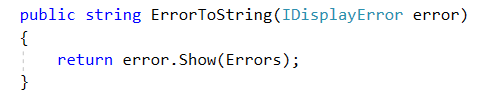 public string ErrorToString(IDisplayError error)
{
    return error.Show(Errors);
}